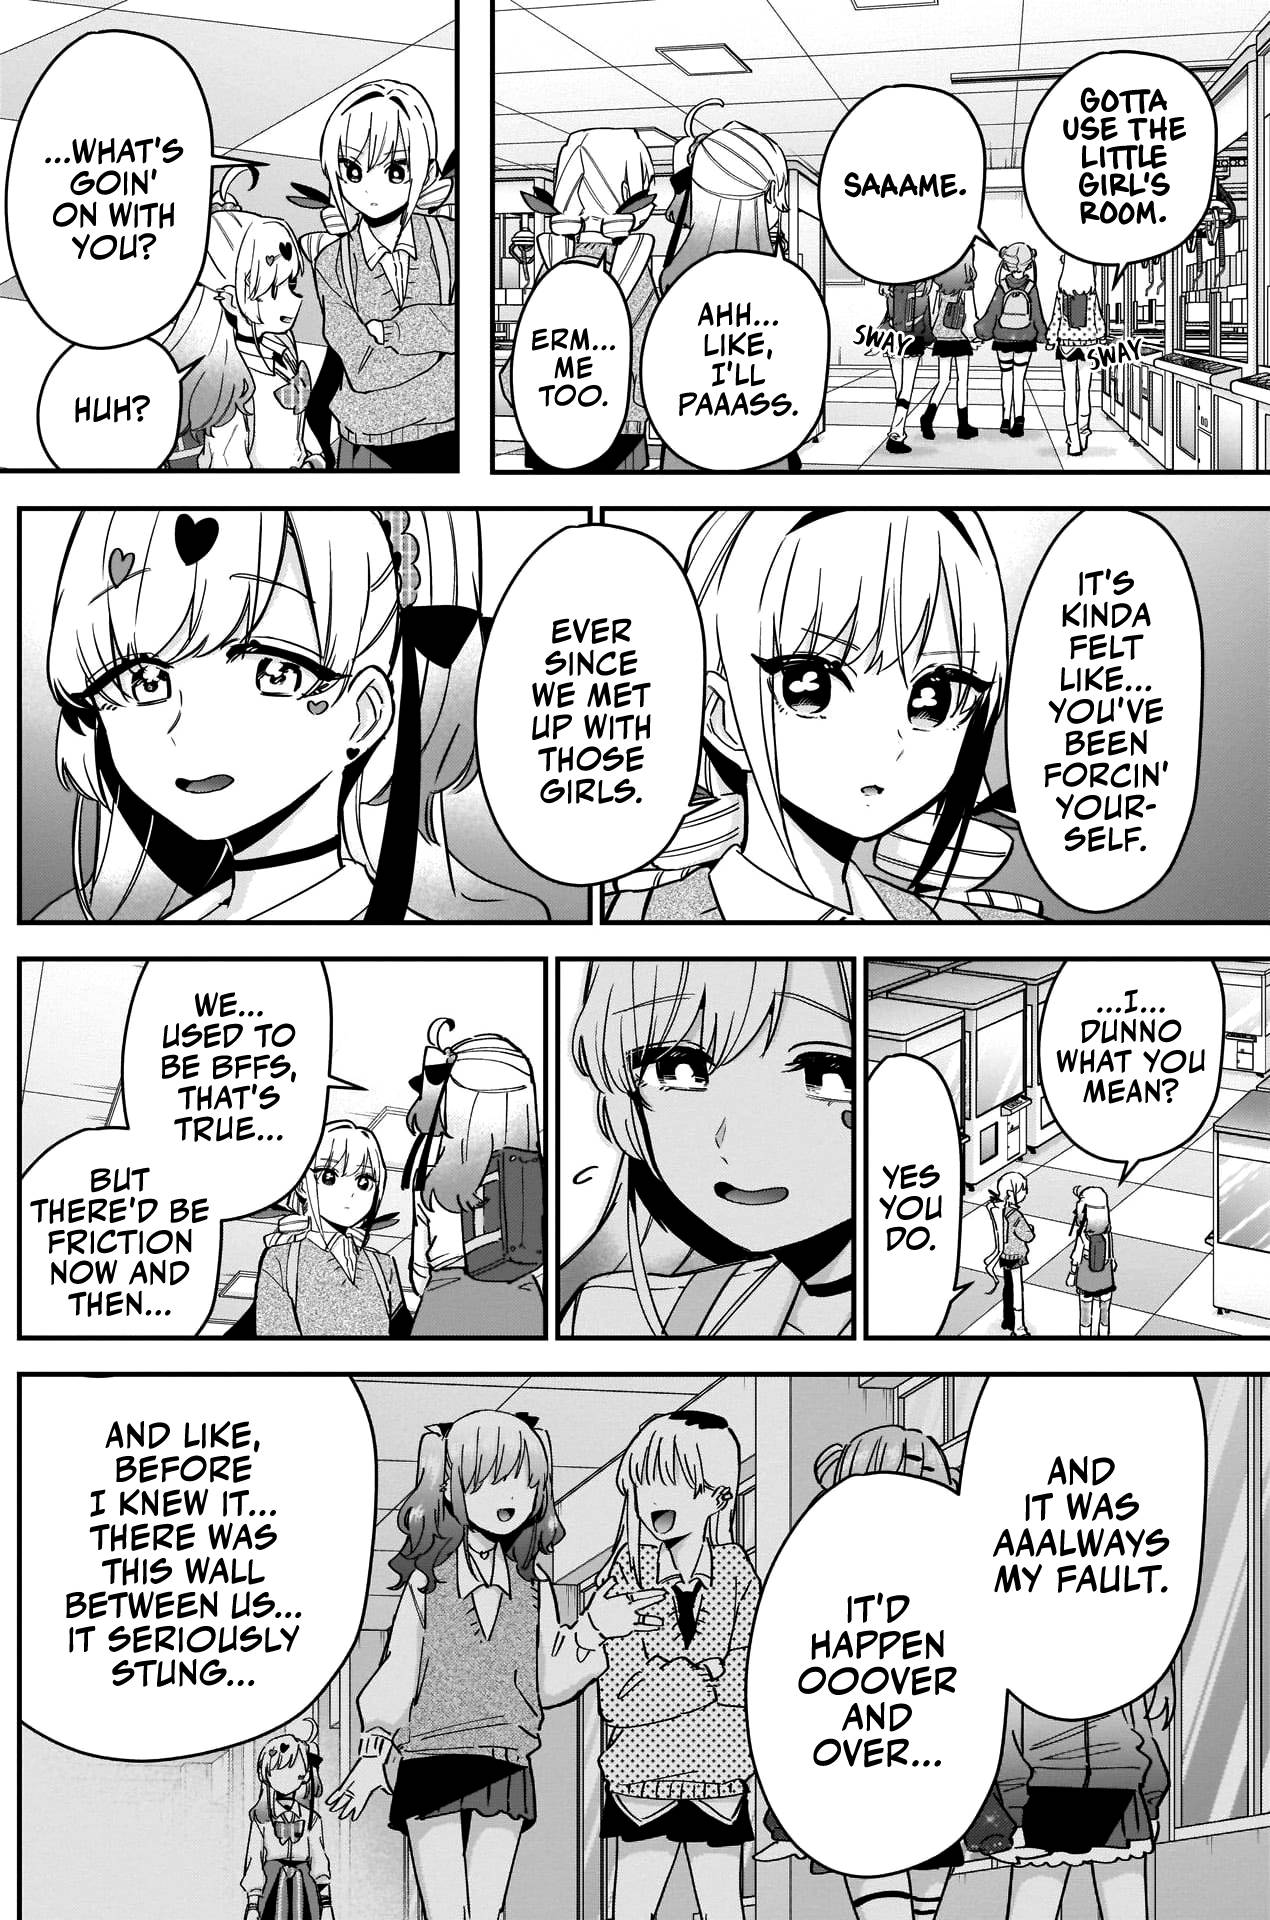 GOTTA
USE THE
LITTLE
GIRL'S
ROOM.
SAAAME.
SWAY
SWAY
AHH...
LIKE,
I'LL
PAAASS.
ERM...
ME
TOO.
...WHAT'S
GOIN'
ON WITH
YOU?
HUH?
IT'S
KINDA
FELT
LIKE...
YOU'VE
BEEN
FORCIN'
YOUR-
SELF.
EVER
SINCE
WE MET
UP WITH
THOSE
GIRLS.
...I...
DUNNO
WHAT YOU
MEAN?
YES
YOU
DO.
WE...
USED TO
BE BFFS,
THAT'S
TRUE...
BUT
THERE'D BE
FRICTION
NOW AND
THEN...
AND
IT WAS
AAALWAYS
MY FAULT.
IT'D
HAPPEN
OOOVER
AND
OVER...
AND LIKE,
BEFORE
I KNEW IT...
THERE WAS
THIS WALL
BETWEEN US...
IT SERIOUSLY
STUNG...